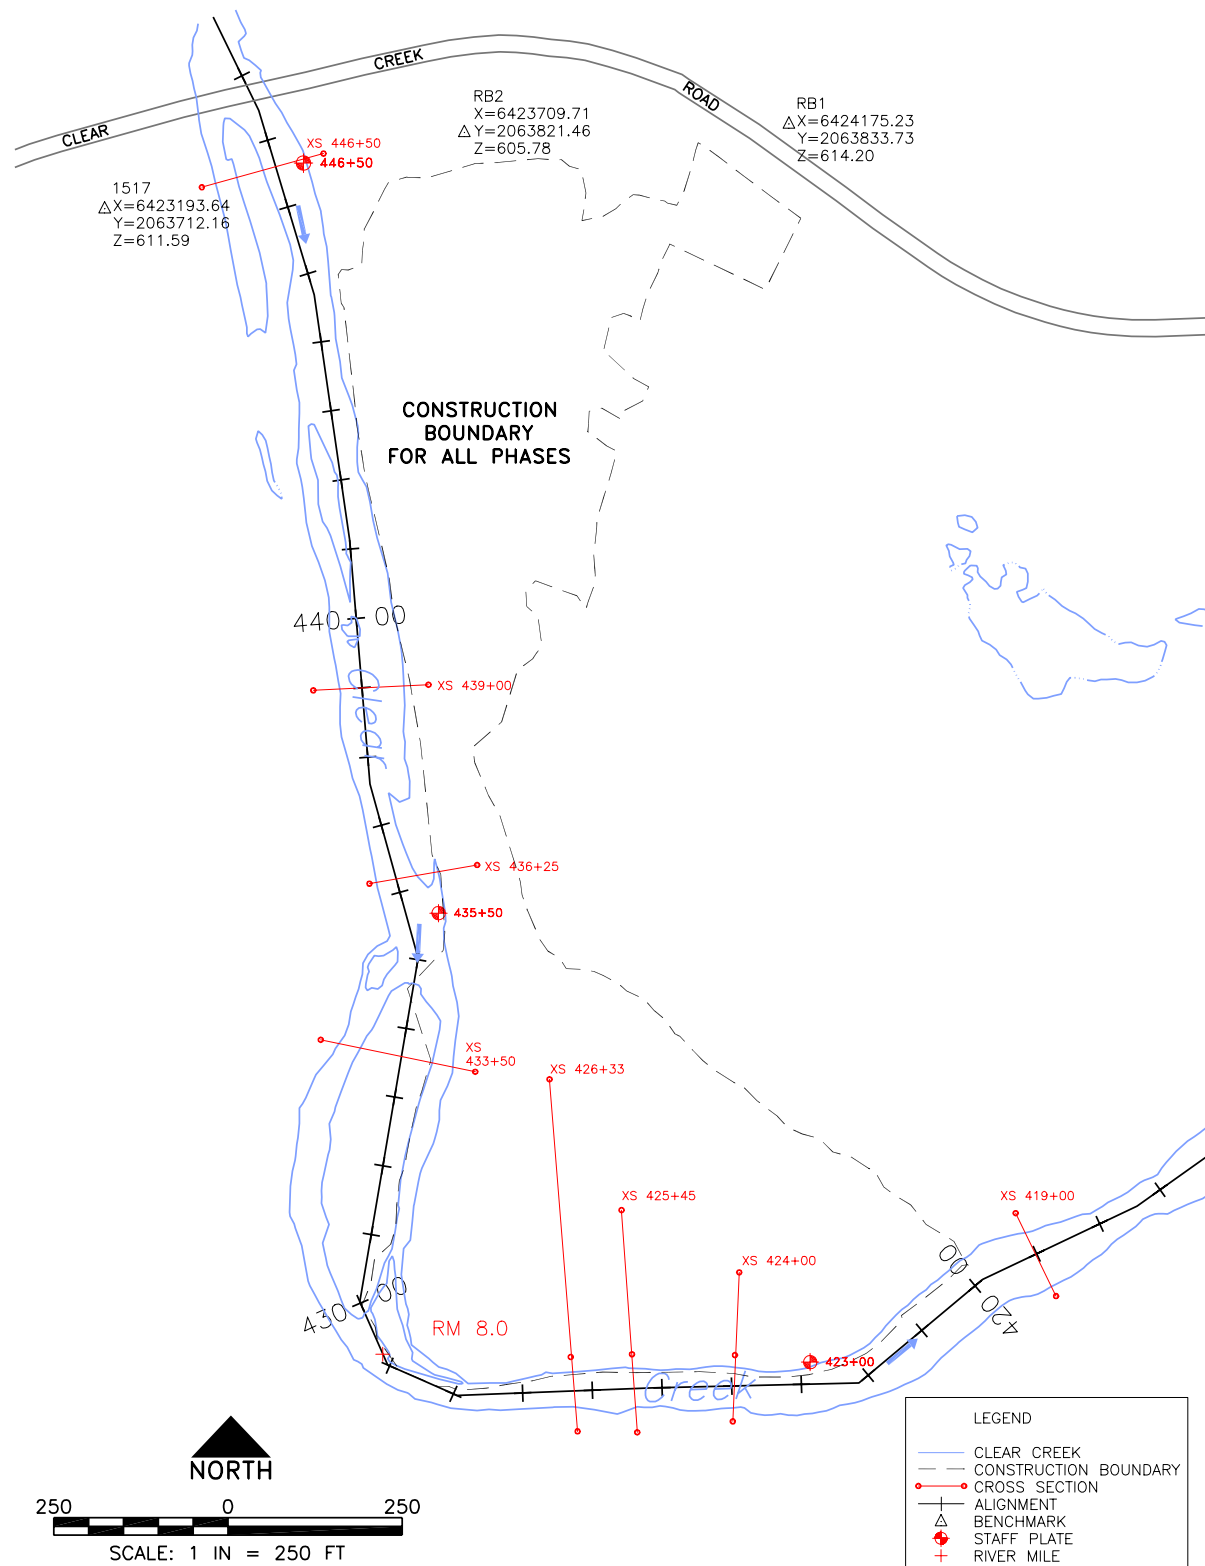 CLEAR CREEK ROAD
RB2
X=6423709.71
Y=2063821.46
Z=605.78
RB1
X=6424175.23
Y=2063833.73
Z=614.20
XS 446+50
446+50
1517
X=6423193.64
Y=2063712.16
Z=611.59
CONSTRUCTION
BOUNDARY
FOR ALL PHASES
440 00
XS 439+00
Clear
XS 436+25
435+50
XS
433+50
XS 426+33
XS 425+45
XS 419+00
XS 424+00
430 00
420 00
RM 8.0
423+00
Creek
NORTH
250 0 250
SCALE: 1 IN = 250 FT
LEGEND
CLEAR CREEK
CONSTRUCTION BOUNDARY
CROSS SECTION
ALIGNMENT
BENCHMARK
STAFF PLATE
RIVER MILE